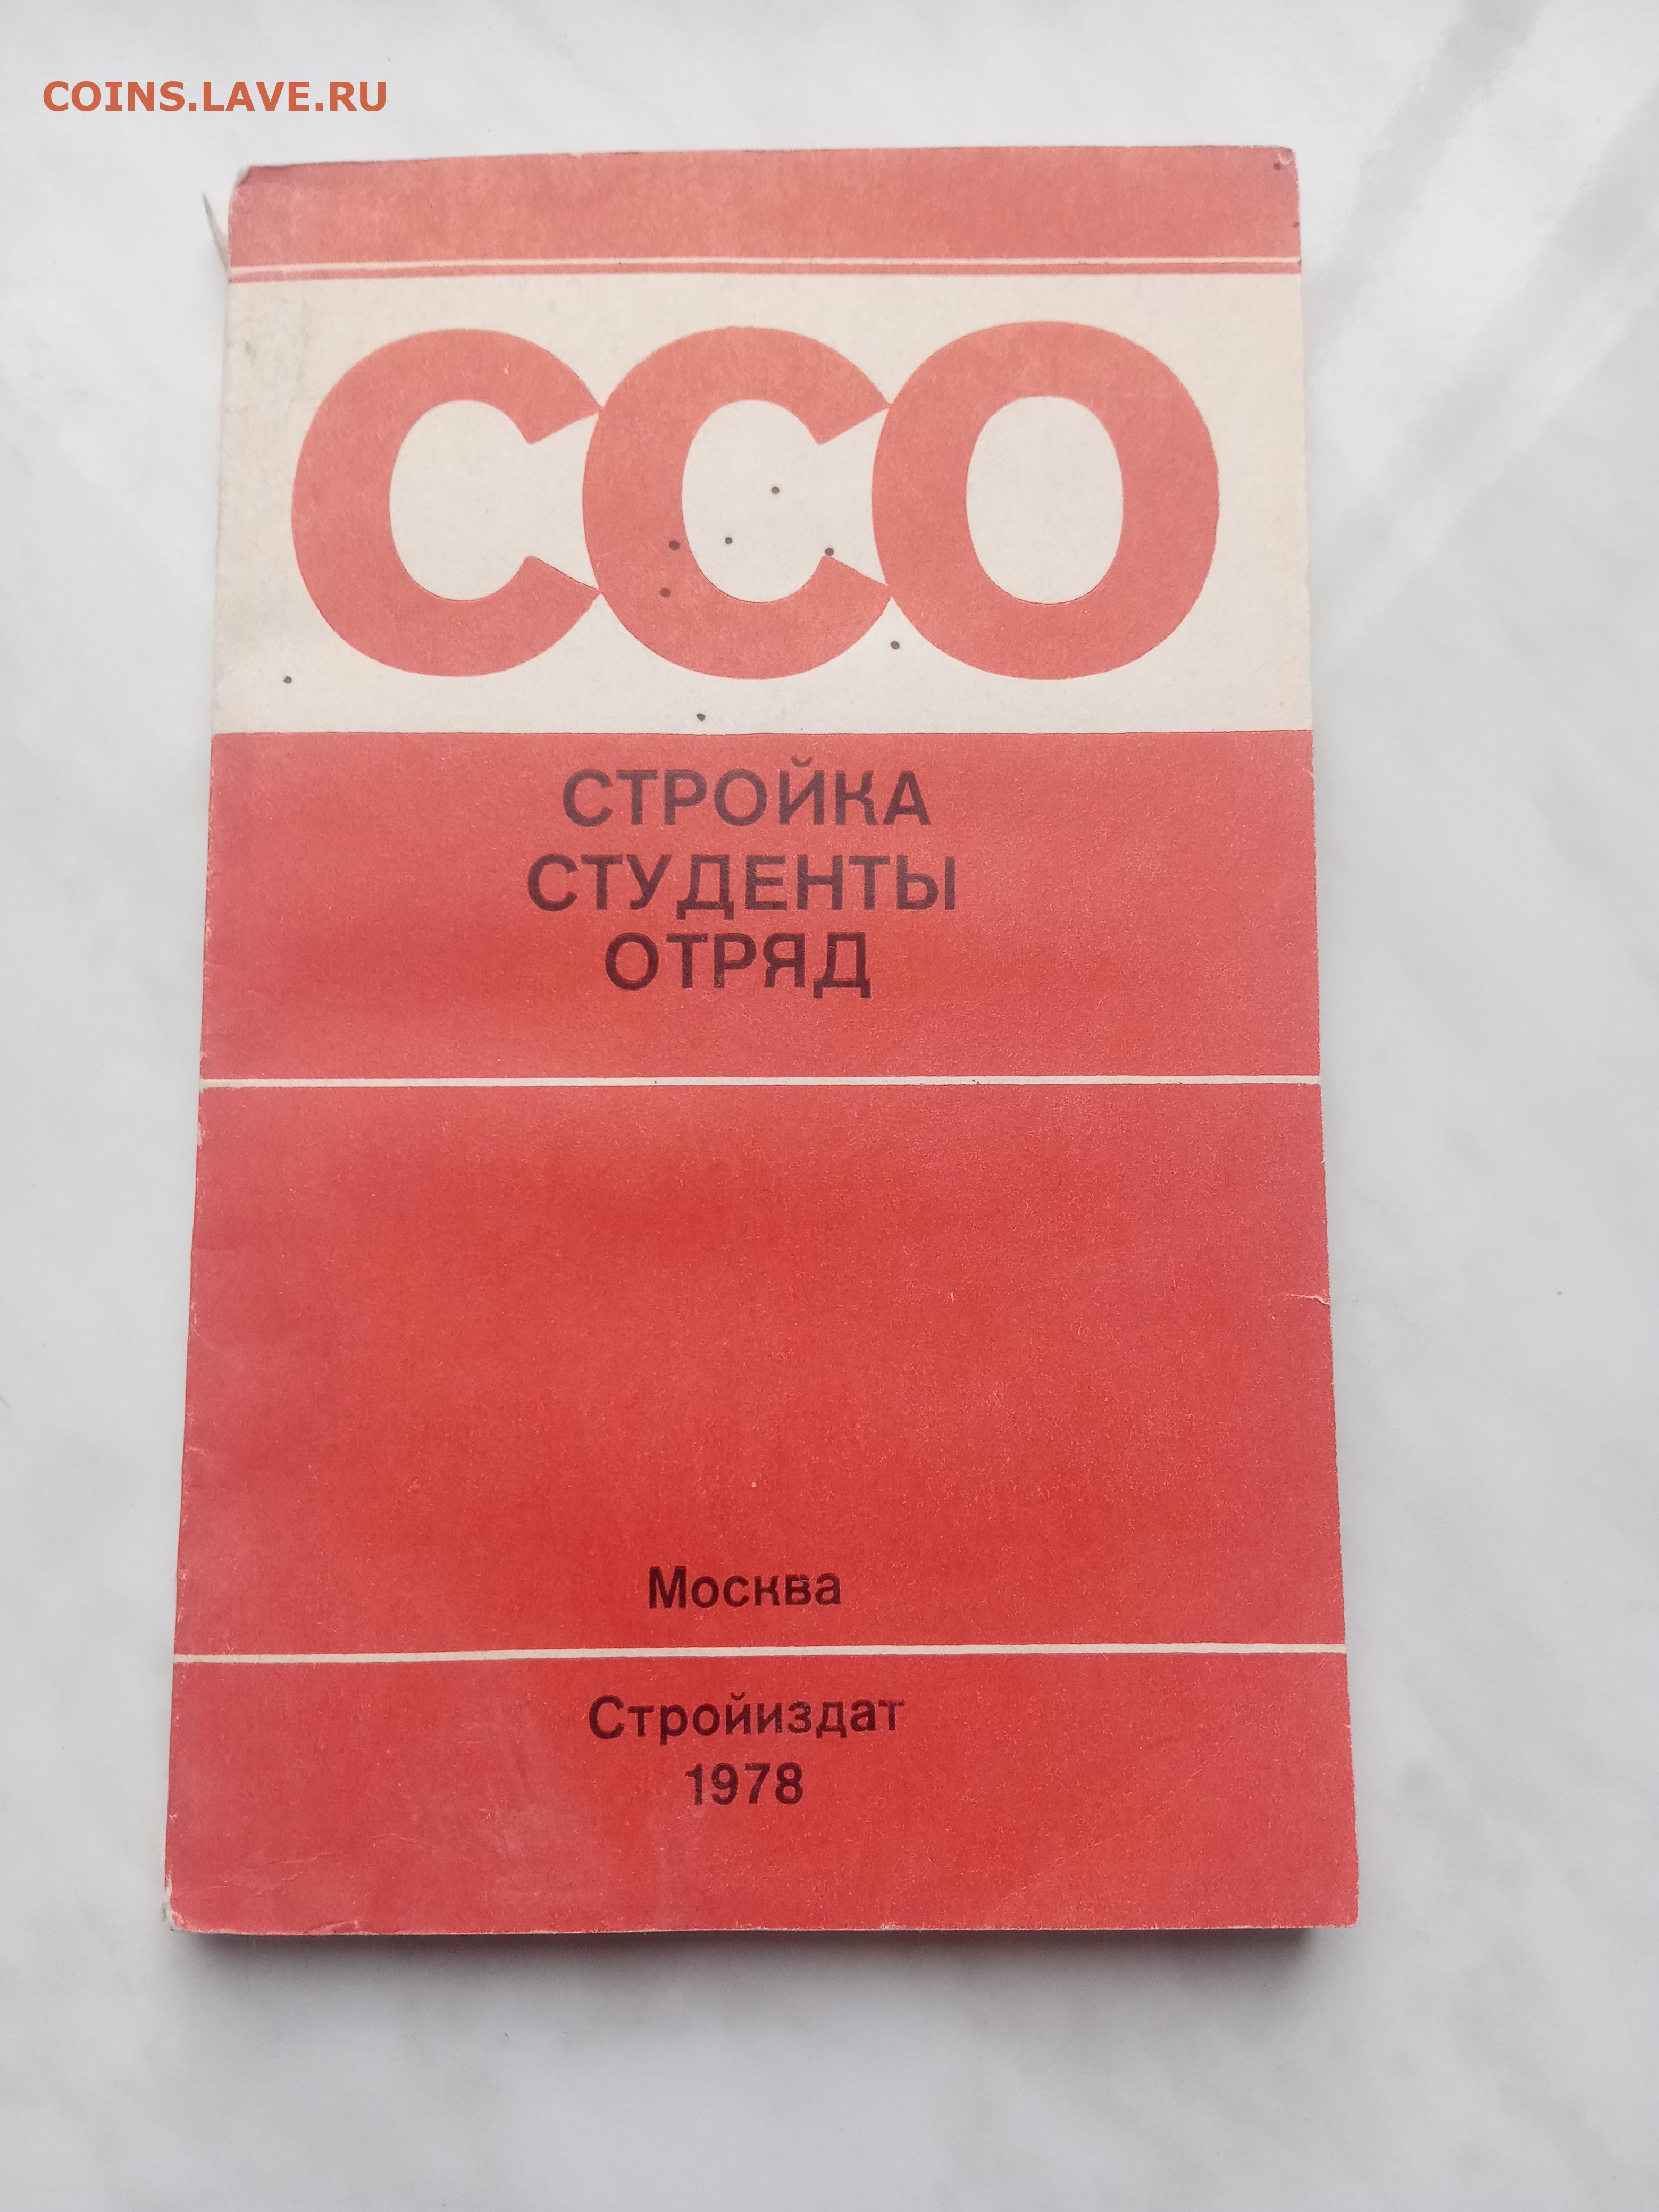 COINS.LAVE.RU
ССО
СТРОЙКА
СТУДЕНТЫ
ОТРЯД
Москва
Стройиздат
1978